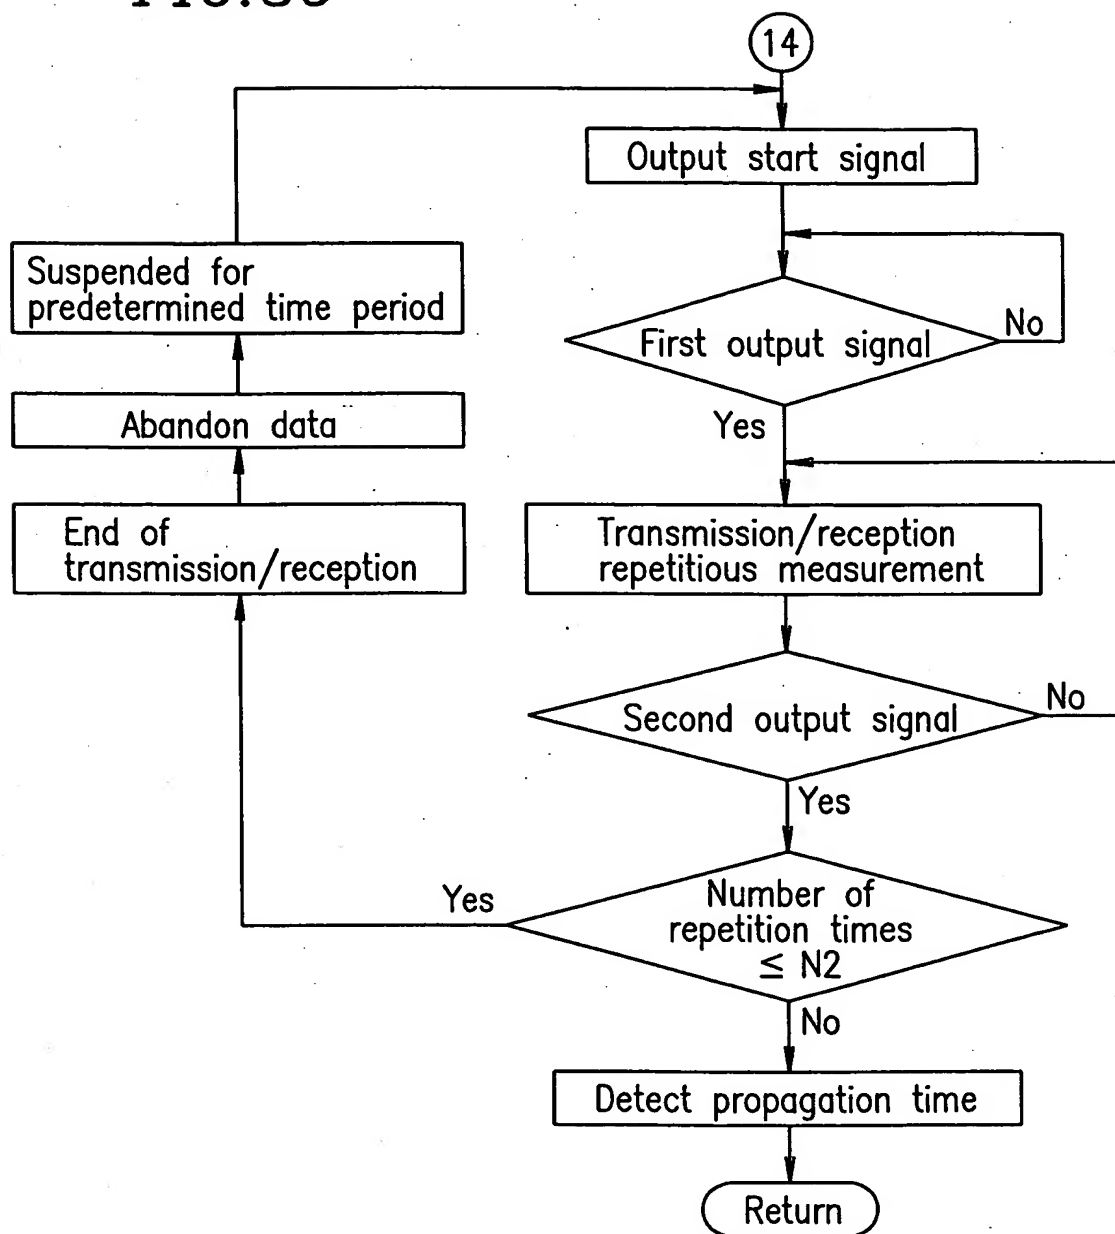 14
Output start signal
Suspended for
predetermined time period
First output signal
No
Abandon data
Yes
End of
transmission/reception
Transmission/reception
repetitious measurement
Second output signal
No
Yes
Yes
Number of
repetition times
≤ N2
No
Detect propagation time
Return